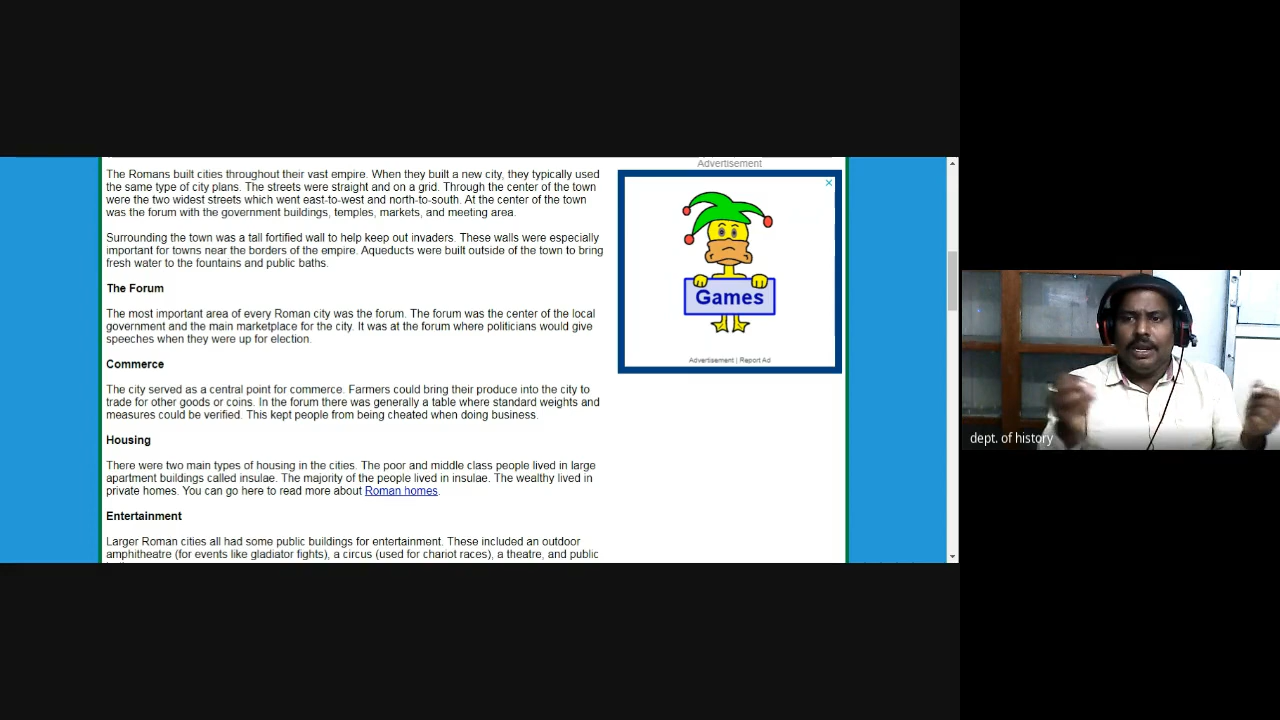 Advertisement
The Romans built cities throughout their vast empire. When they built a new city, they typically used
the same type of city plans. The streets were straight and on a grid. Through the center of the town
were the two widest streets which went east-to-west and north-to-south. At the center of the town
was the forum with the government buildings, temples, markets, and meeting area.
Surrounding the town was a tall fortified wall to help keep out invaders. These walls were especially
important for towns near the borders of the empire. Aqueducts were built outside of the town to bring
fresh water to the fountains and public baths.
The Forum
The most important area of every Roman city was the forum. The forum was the center of the local
government and the main marketplace for the city. It was at the forum where politicians would give
speeches when they were up for election.
Commerce
The city served as a central point for commerce. Farmers could bring their produce into the city to
trade for other goods or coins. In the forum there was generally a table where standard weights and
measures could be verified. This kept people from being cheated when doing business.
Housing
There were two main types of housing in the cities. The poor and middle class people lived in large
apartment buildings called insulae. The majority of the people lived in insulae. The wealthy lived in
private homes. You can go here to read more about Roman homes.
Entertainment
Larger Roman cities all had some public buildings for entertainment. These included an outdoor
amphitheatre (for events like gladiator fights), a circus (used for chariot races), a theatre, and public
Games
Advertisement | Report Ad
dept. of history